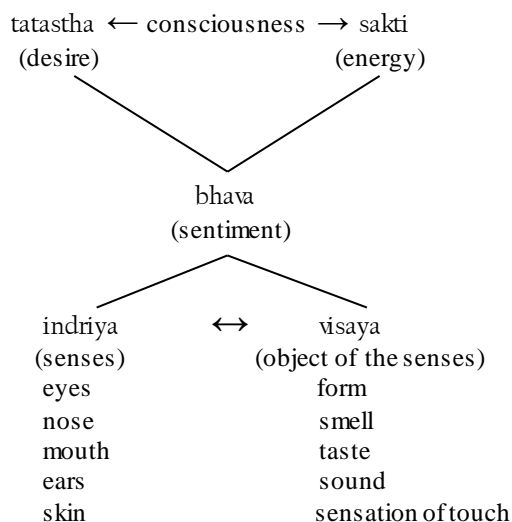 tatastha ← consciousness → sakti
(desire) (energy)
bhava
(sentiment)
indriya ↔ visaya
(senses) (object of the senses)
eyes form
nose smell
mouth taste
ears sound
skin sensation of touch